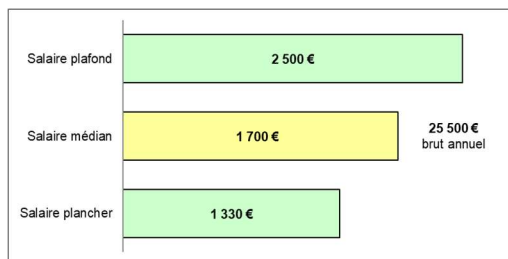 Salaire plafond
2 500 €
Salaire médian
1 700 €
25 500 €
brut annuel
Salaire plancher
1 330 €